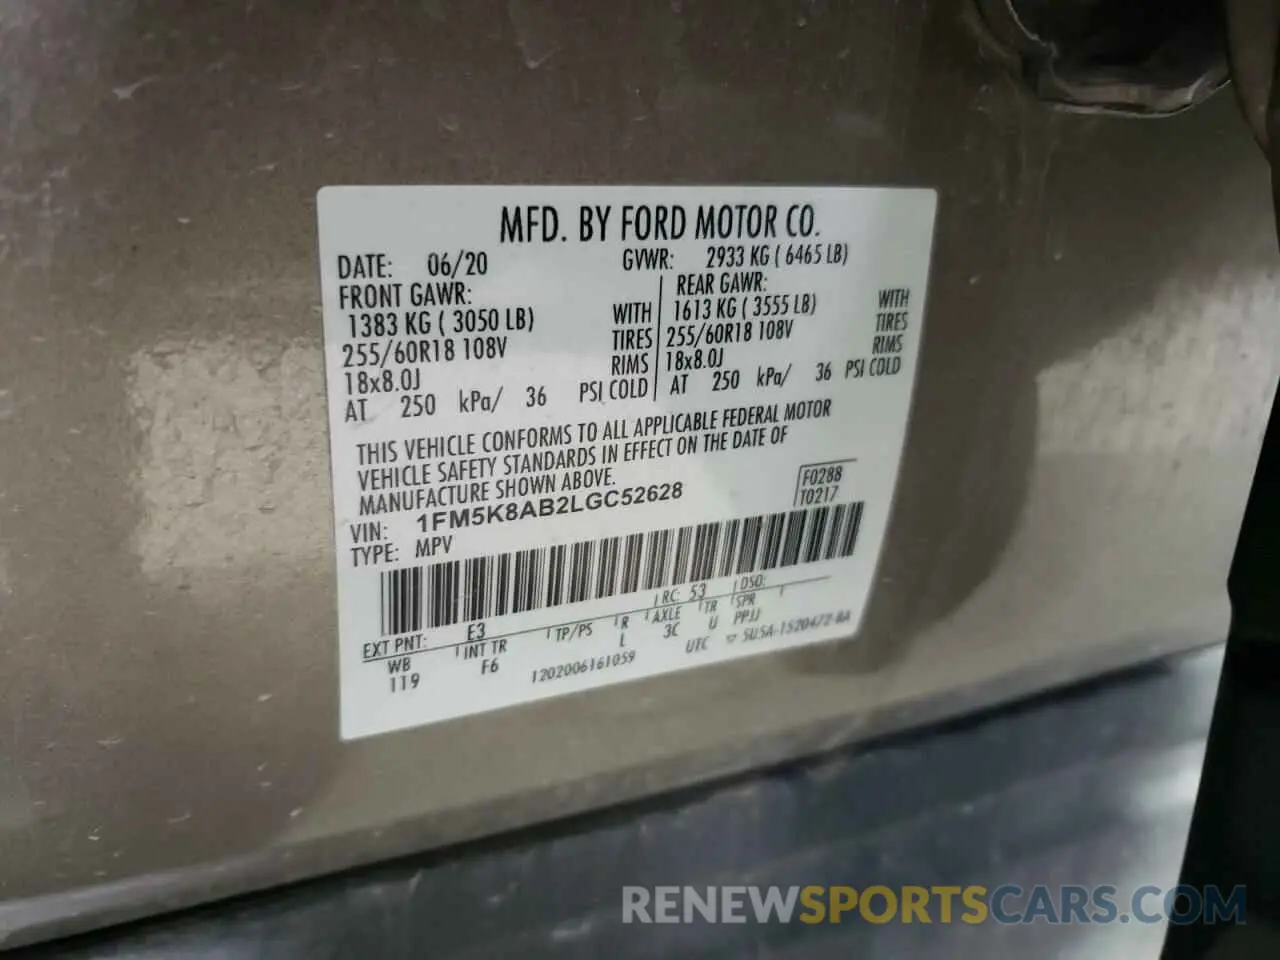 MFD. BY FORD MOTOR CO.
DATE: 06/20 GVWR: 2933 KG ( 6465 LB)
FRONT GAWR: REAR GAWR:
1383 KG ( 3050 LB) WITH 1613 KG ( 3555 LB) WITH
255/60R18 108V TIRES 255/60R18 108V TIRES
18x8.0J RIMS 18x8.0J RIMS
AT 250 kPa/ 36 PSI COLD AT 250 kPa/ 36 PSI COLD
THIS VEHICLE CONFORMS TO ALL APPLICABLE FEDERAL MOTOR
VEHICLE SAFETY STANDARDS IN EFFECT ON THE DATE OF
MANUFACTURE SHOWN ABOVE.
F0288
T0217
VIN: 1FM5K8AB2LGC52628
TYPE: MPV
EXT PNT: E3 RC: 53 DSO:
WB INT TR TP/PS R AXLE TR SPR
119 F6 L 3C U PPJJ
1202006161059 UTC 5U5A-1520472-BA
RENEWSPORTSCARS.COM